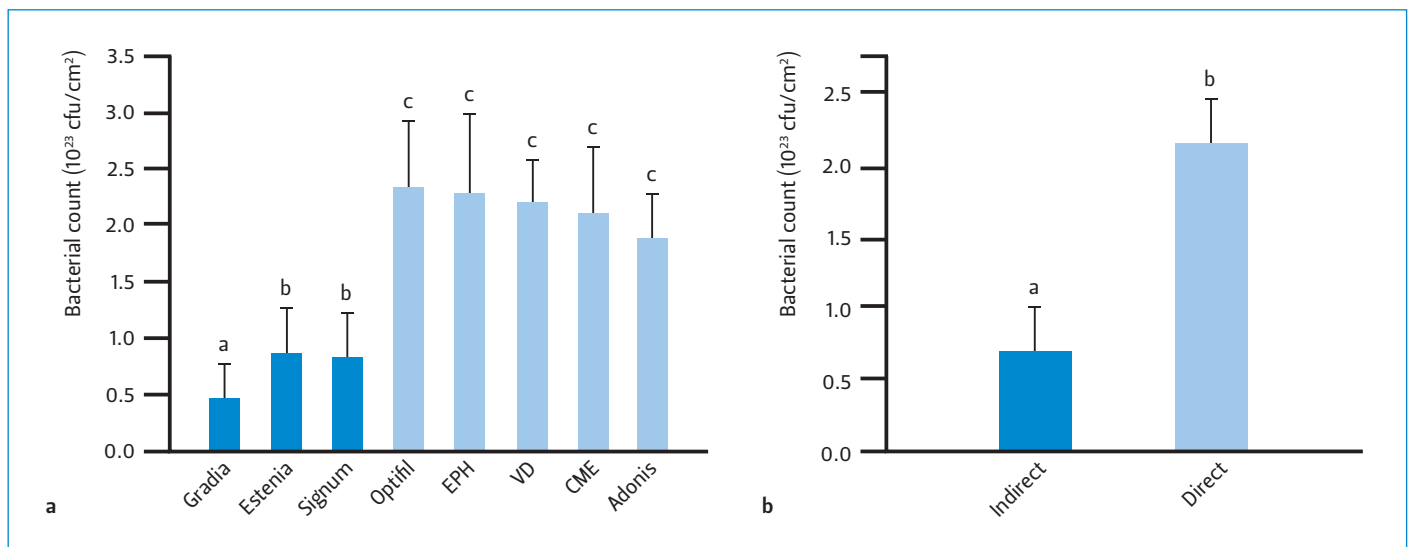 Bacterial count (10²³ cfu/cm²)
3.5
3.0
2.5
2.0
1.5
1.0
0.5
0.0
a
b
b
c
c
c
c
c
Gradia
Estenia
Signum
Optifil
EPH
VD
CME
Adonis
a
Bacterial count (10²³ cfu/cm²)
2.5
2.0
1.5
1.0
0.5
0.0
a
b
Indirect
Direct
b